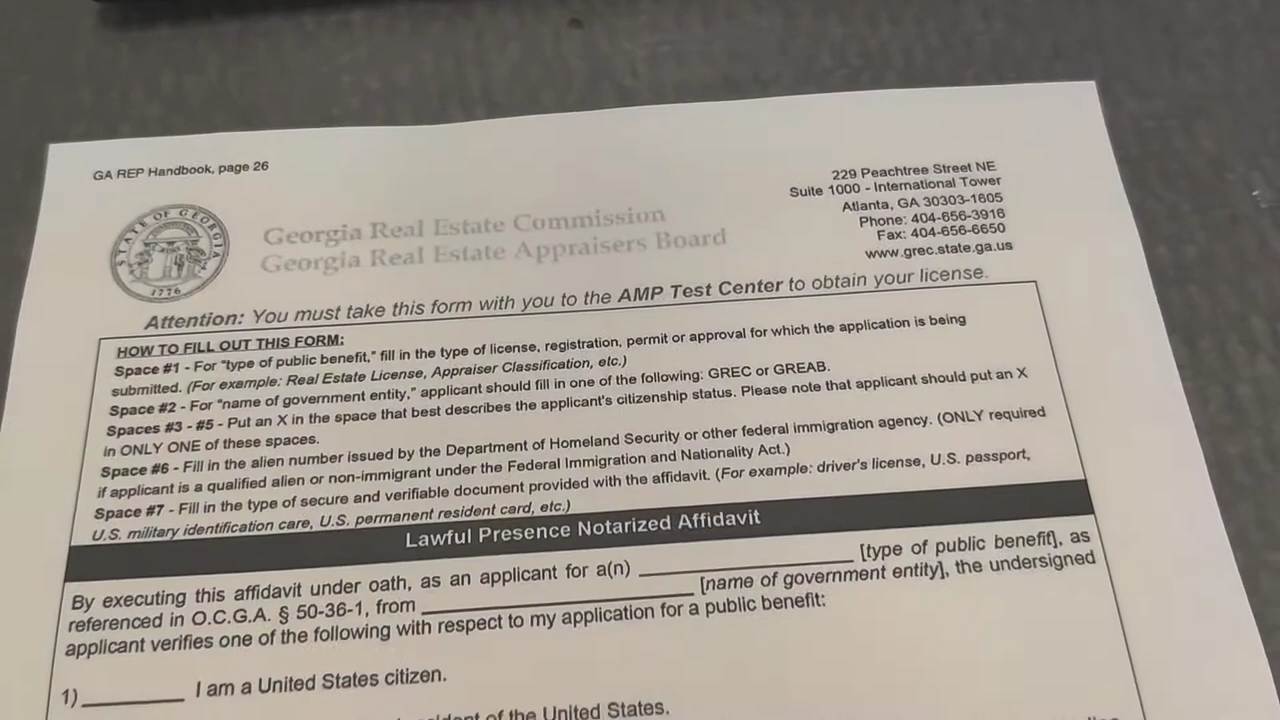 GA REP Handbook, page 26
229 Peachtree Street NE
Suite 1000 - International Tower
Atlanta, GA 30303-1605
Phone: 404-656-3916
Fax: 404-656-6650
www.grec.state.ga.us
STATE OF GEORGIA
1776
Georgia Real Estate Commission
Georgia Real Estate Appraisers Board
Attention: You must take this form with you to the AMP Test Center to obtain your license.
HOW TO FILL OUT THIS FORM:
Space #1 - For "type of public benefit," fill in the type of license, registration, permit or approval for which the application is being
submitted. (For example: Real Estate License, Appraiser Classification, etc.)
Space #2 - For "name of government entity," applicant should fill in one of the following: GREC or GREAB.
Spaces #3 - #5 - Put an X in the space that best describes the applicant's citizenship status. Please note that applicant should put an X
in ONLY ONE of these spaces.
Space #6 - Fill in the alien number issued by the Department of Homeland Security or other federal immigration agency. (ONLY required
if applicant is a qualified alien or non-immigrant under the Federal Immigration and Nationality Act.)
Space #7 - Fill in the type of secure and verifiable document provided with the affidavit. (For example: driver's license, U.S. passport,
U.S. military identification care, U.S. permanent resident card, etc.)
Lawful Presence Notarized Affidavit
By executing this affidavit under oath, as an applicant for a(n) ____________________ [type of public benefit], as
referenced in O.C.G.A. § 50-36-1, from ____________________ [name of government entity], the undersigned
applicant verifies one of the following with respect to my application for a public benefit:
1) __________ I am a United States citizen.
of the United States.